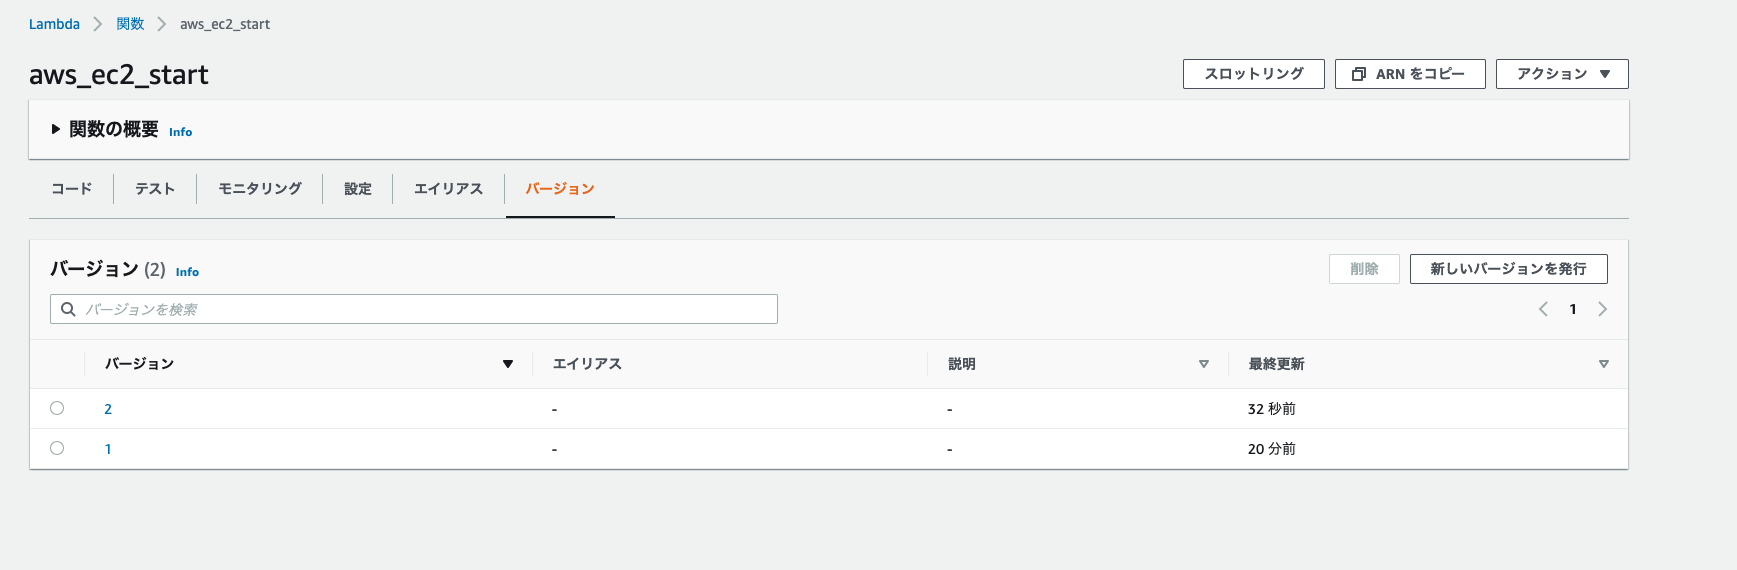 Lambda 関数 aws_ec2_start
aws_ec2_start
スロットリング ARN をコピー アクション
関数の概要 Info
コード テスト モニタリング 設定 エイリアス バージョン
バージョン (2) Info
削除 新しいバージョンを発行
バージョンを検索
1
バージョン エイリアス 説明 最終更新
2 - - 32 秒前
1 - - 20 分前